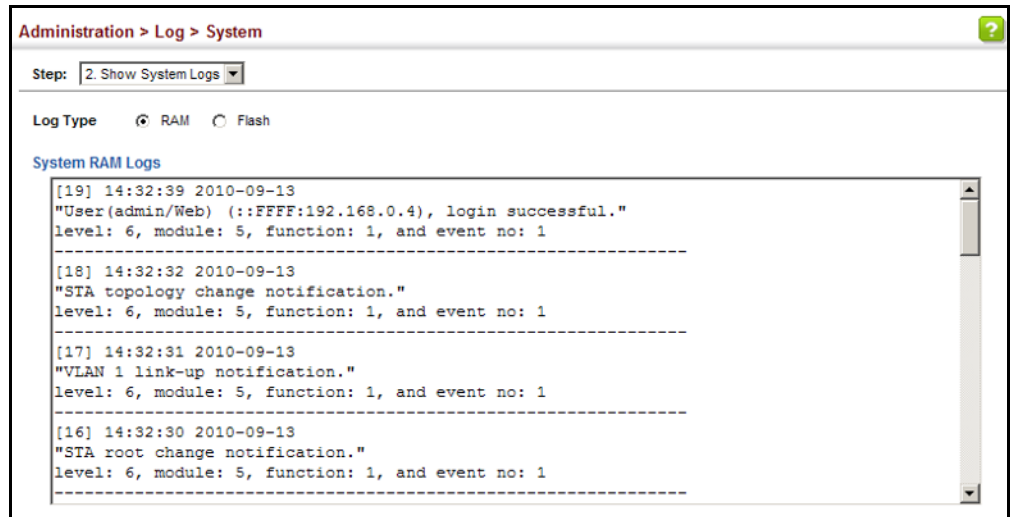 Administration > Log > System
?
Step: 2. Show System Logs
Log Type RAM Flash
System RAM Logs
[19] 14:32:39 2010-09-13
"User(admin/Web) (::FFFF:192.168.0.4), login successful."
level: 6, module: 5, function: 1, and event no: 1
---------------------------------------------------------------
[18] 14:32:32 2010-09-13
"STA topology change notification."
level: 6, module: 5, function: 1, and event no: 1
---------------------------------------------------------------
[17] 14:32:31 2010-09-13
"VLAN 1 link-up notification."
level: 6, module: 5, function: 1, and event no: 1
---------------------------------------------------------------
[16] 14:32:30 2010-09-13
"STA root change notification."
level: 6, module: 5, function: 1, and event no: 1
---------------------------------------------------------------